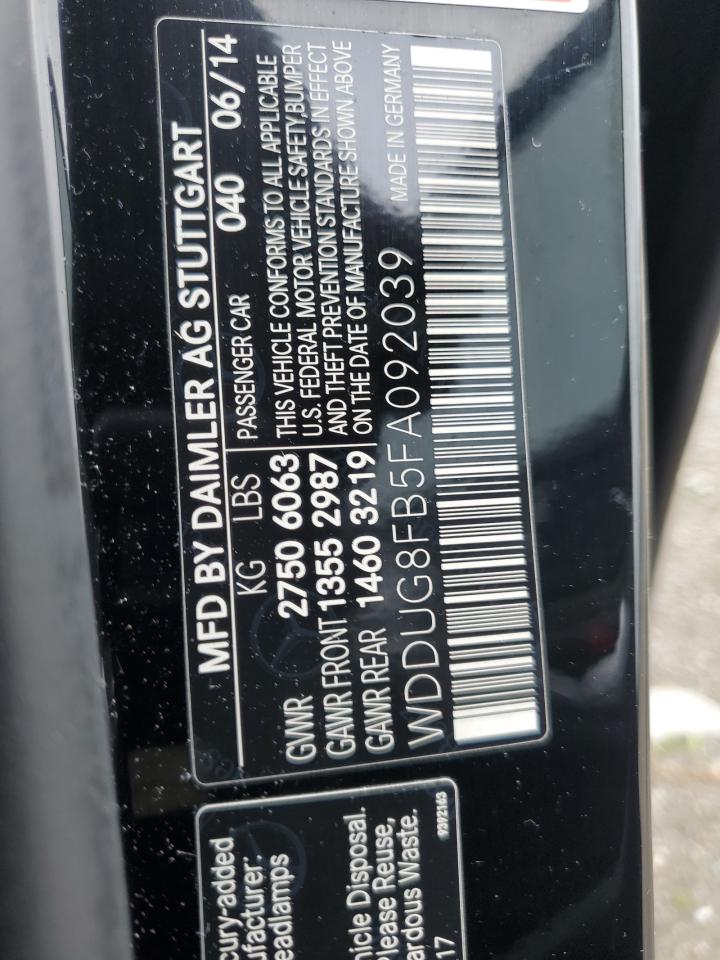 MFD BY DAIMLER AG STUTTGART
040 06/14
KG LBS
PASSENGER CAR
GVWR 2750 6063
GAWR FRONT 1355 2987
GAWR REAR 1460 3219
THIS VEHICLE CONFORMS TO ALL APPLICABLE
U.S. FEDERAL MOTOR VEHICLE SAFETY,BUMPER
AND THEFT PREVENTION STANDARDS IN EFFECT
ON THE DATE OF MANUFACTURE SHOWN ABOVE
WDDUG8FB5FA092039
MADE IN GERMANY
cury-added
ufacturer:
eadlamps
hicle Disposal.
Please Reuse,
ardous Waste.
17
9392163